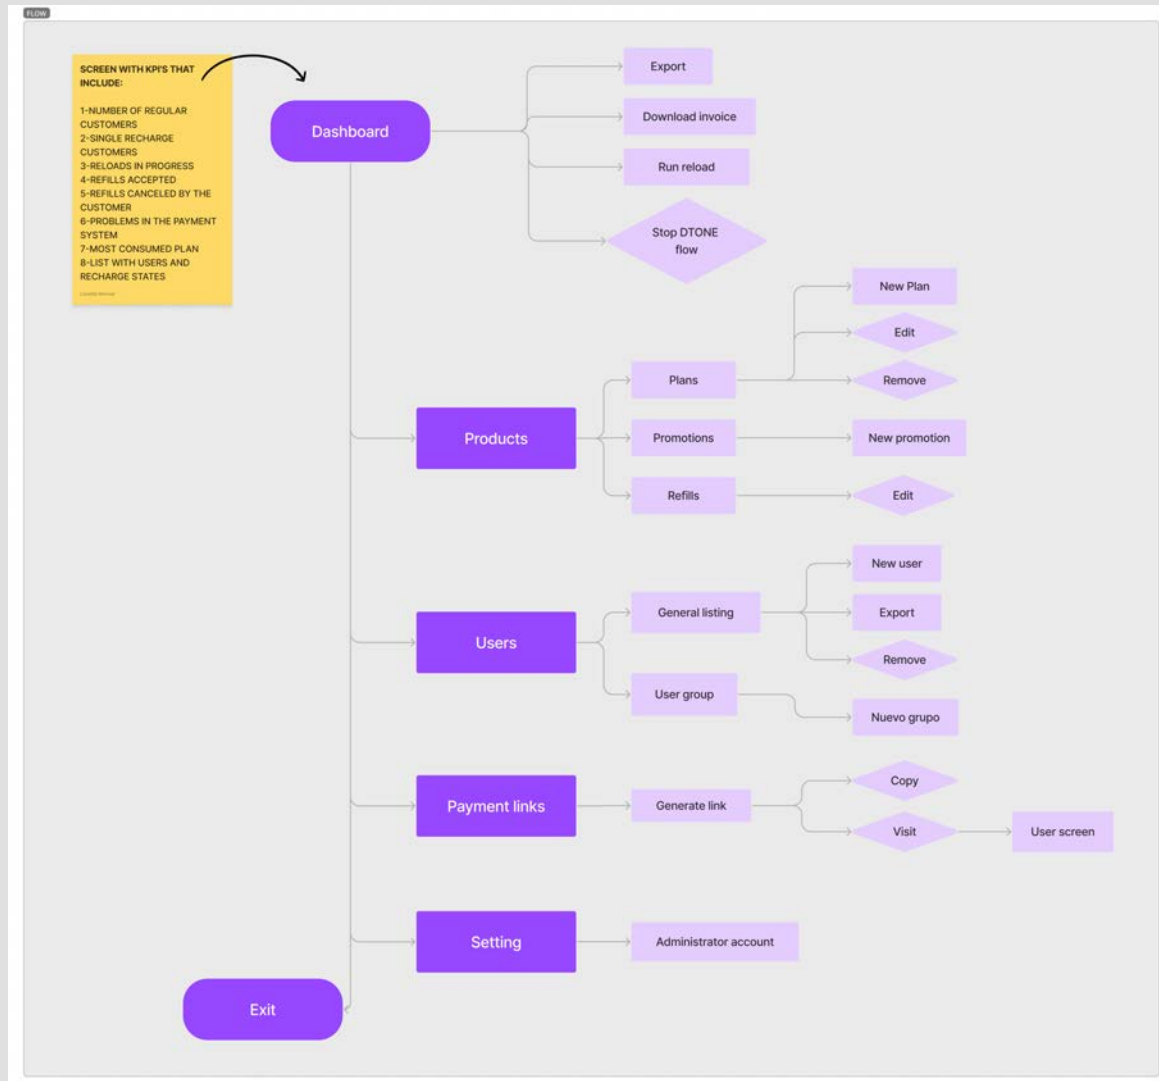 FLOW
SCREEN WITH KPI'S THAT
INCLUDE:
1-NUMBER OF REGULAR
CUSTOMERS
2-SINGLE RECHARGE
CUSTOMERS
3-RELOADS IN PROGRESS
4-REFILLS ACCEPTED
5-REFILLS CANCELED BY THE
CUSTOMER
6-PROBLEMS IN THE PAYMENT
SYSTEM
7-MOST CONSUMED PLAN
8-LIST WITH USERS AND
RECHARGE STATES
Dashboard
Export
Download invoice
Run reload
Stop DTONE
flow
Products
Plans
New Plan
Edit
Remove
Promotions
New promotion
Refills
Edit
Users
General listing
New user
Export
Remove
User group
Nuevo grupo
Payment links
Generate link
Copy
Visit
User screen
Setting
Administrator account
Exit